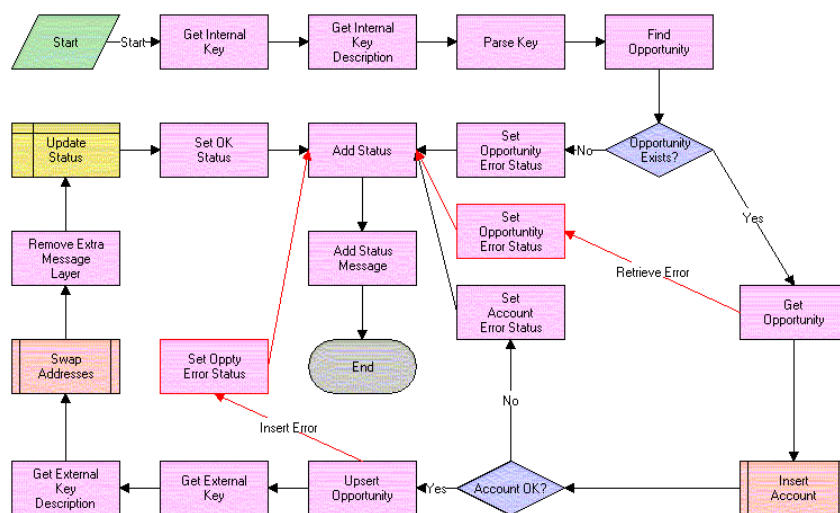 Start
Start
Get Internal
Key
Get Internal
Key
Description
Parse Key
Find
Opportunity
Update
Status
Set OK
Status
Add Status
Set
Opportunity
Error Status
No
Opportunity
Exists?
Yes
Set
Opportuntity
Error Status
Retrieve Error
Remove Extra
Message
Layer
Add Status
Message
Set
Account
Error Status
Get
Opportunity
Swap
Addresses
Set Oppty
Error Status
End
No
Insert Error
Get External
Key
Description
Get External
Key
Upsert
Opportunity
Yes
Account OK?
Insert
Account